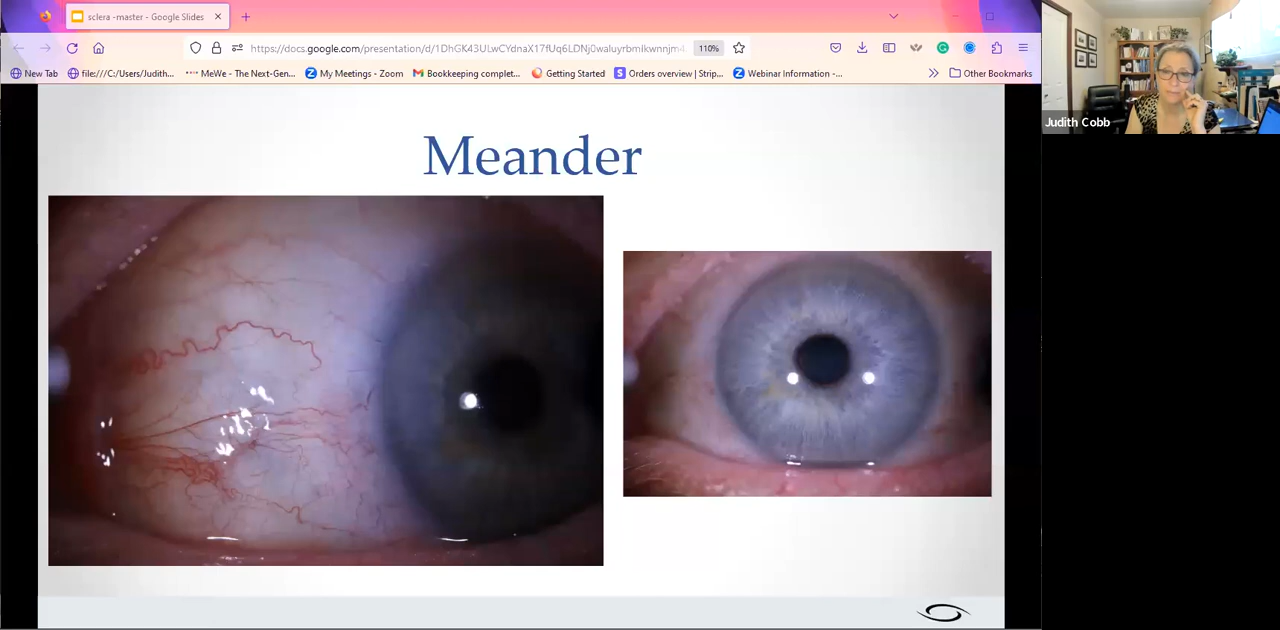 sclera -master - Google Slides
https://docs.google.com/presentation/d/
110%
New Tab
file:///C:/Users/Judith...
MeWe - The Next-Gen...
My Meetings - Zoom
Bookkeeping complet...
Getting Started
Orders overview | Strip...
Webinar Information -...
Other Bookmarks
Judith Cobb
Meander